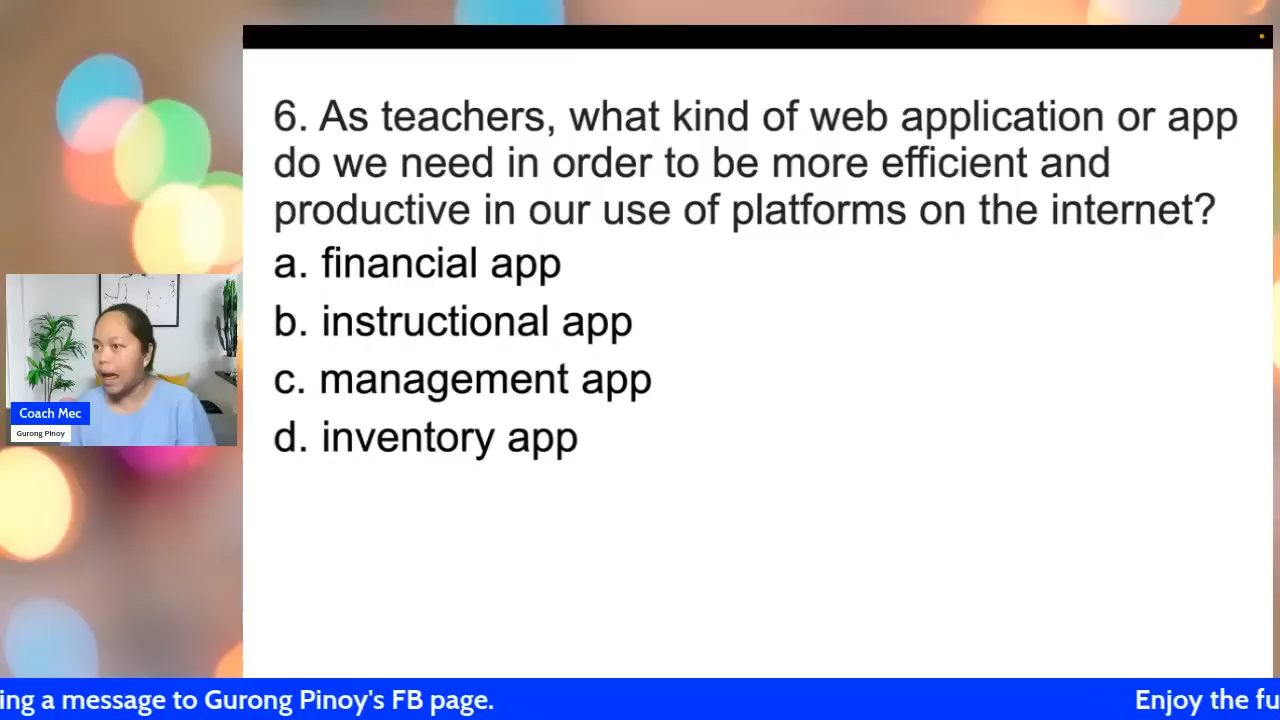 6. As teachers, what kind of web application or app
do we need in order to be more efficient and
productive in our use of platforms on the internet?
a. financial app
b. instructional app
c. management app
d. inventory app
Coach Mec
Gurong Pinoy
ing a message to Gurong Pinoy's FB page.
Enjoy the fu